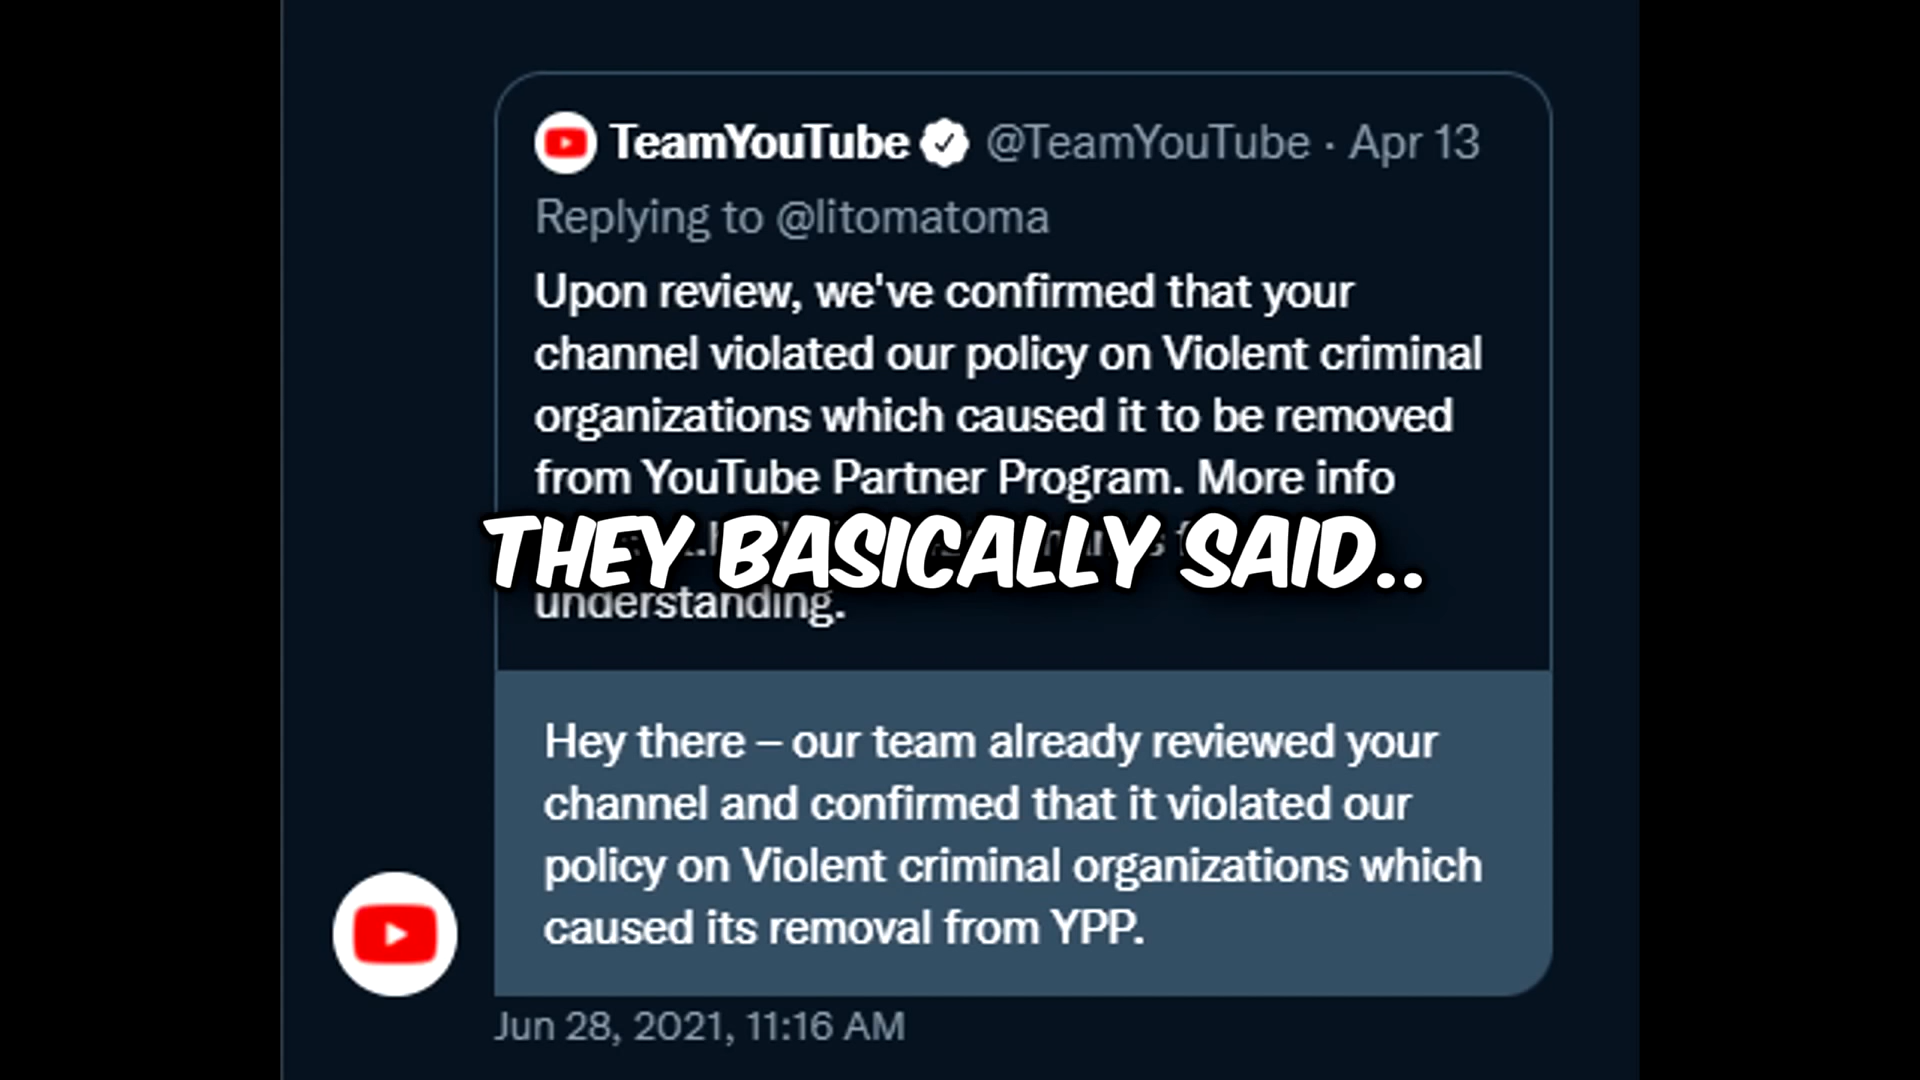 TeamYouTube @TeamYouTube · Apr 13
Replying to @litomatoma
Upon review, we've confirmed that your
channel violated our policy on Violent criminal
organizations which caused it to be removed
from YouTube Partner Program. More info
THEY BASICALLY SAID..
understanding.
Hey there – our team already reviewed your
channel and confirmed that it violated our
policy on Violent criminal organizations which
caused its removal from YPP.
Jun 28, 2021, 11:16 AM